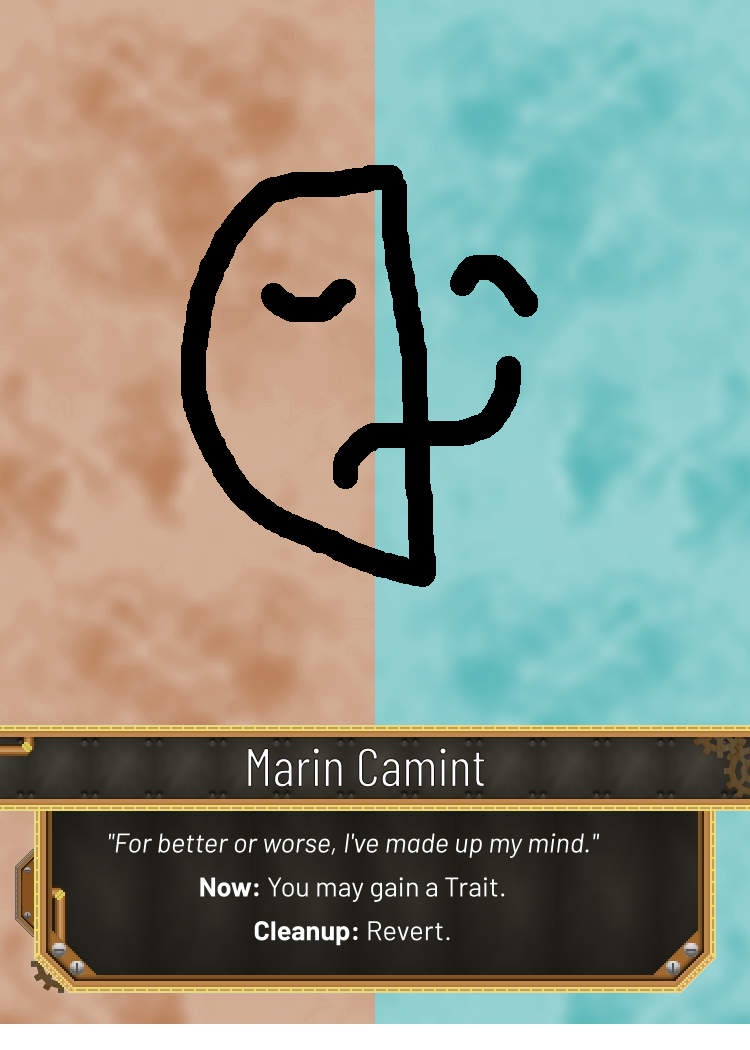 Marin Camint
"For better or worse, I've made up my mind."
Now: You may gain a Trait.
Cleanup: Revert.